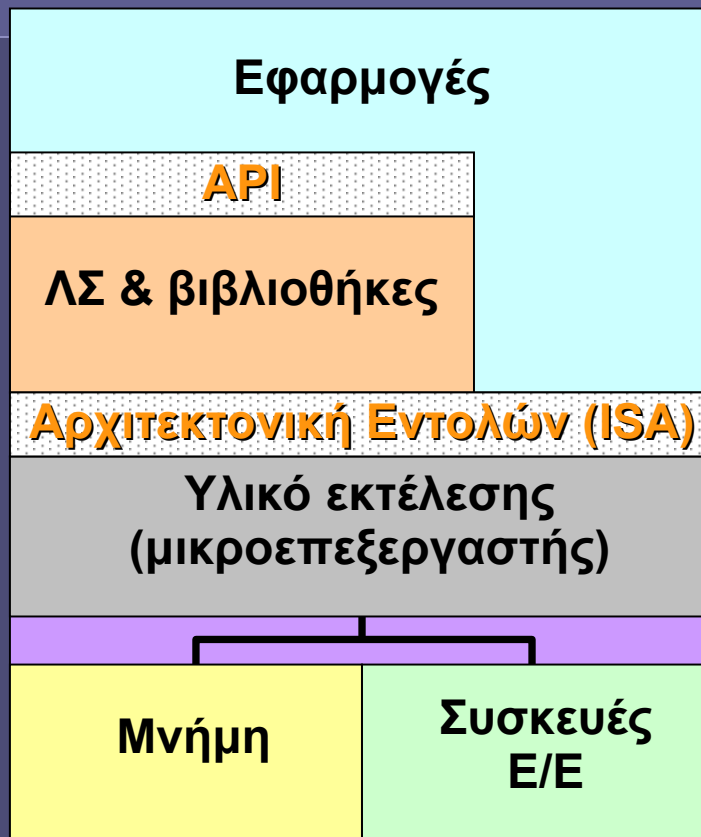 Εφαρμογές
API
ΛΣ & βιβλιοθήκες
Αρχιτεκτονική Εντολών (ISA)
Υλικό εκτέλεσης
(μικροεπεξεργαστής)
Μνήμη
Συσκευές
Ε/Ε